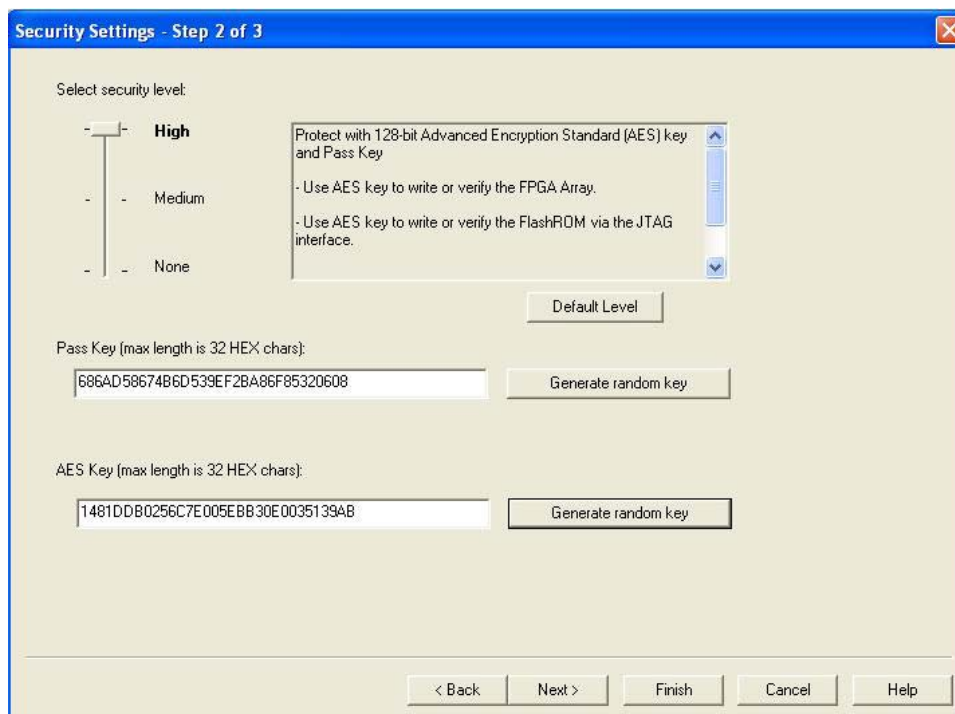 Security Settings - Step 2 of 3
Select security level:
High
Medium
None
Protect with 128-bit Advanced Encryption Standard (AES) key
and Pass Key
- Use AES key to write or verify the FPGA Array.
- Use AES key to write or verify the FlashROM via the JTAG
interface.
Default Level
Pass Key (max length is 32 HEX chars):
686AD58674B6D539EF2BA86F85320608
Generate random key
AES Key (max length is 32 HEX chars):
1481DDB0256C7E005EBB30E0035139AB
Generate random key
< Back
Next >
Finish
Cancel
Help